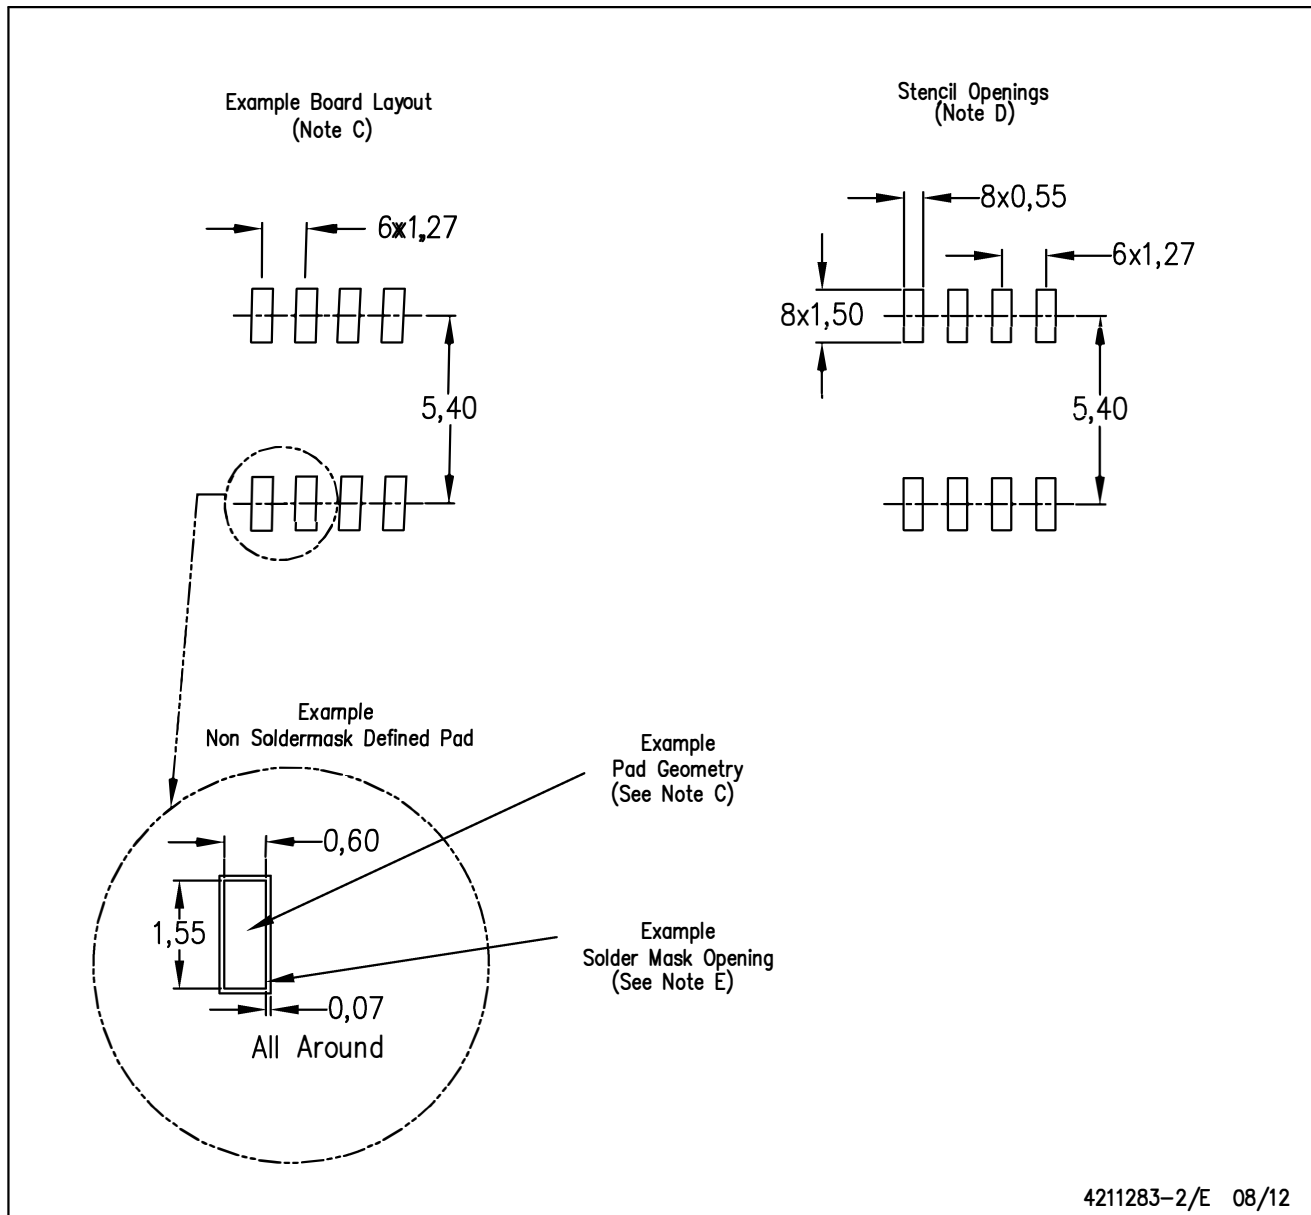 Example Board Layout
(Note C)
6x1,27
5,40
Stencil Openings
(Note D)
8x0,55
6x1,27
8x1,50
5,40
Example
Non Soldermask Defined Pad
0,60
1,55
0,07
All Around
Example
Pad Geometry
(See Note C)
Example
Solder Mask Opening
(See Note E)
4211283-2/E 08/12